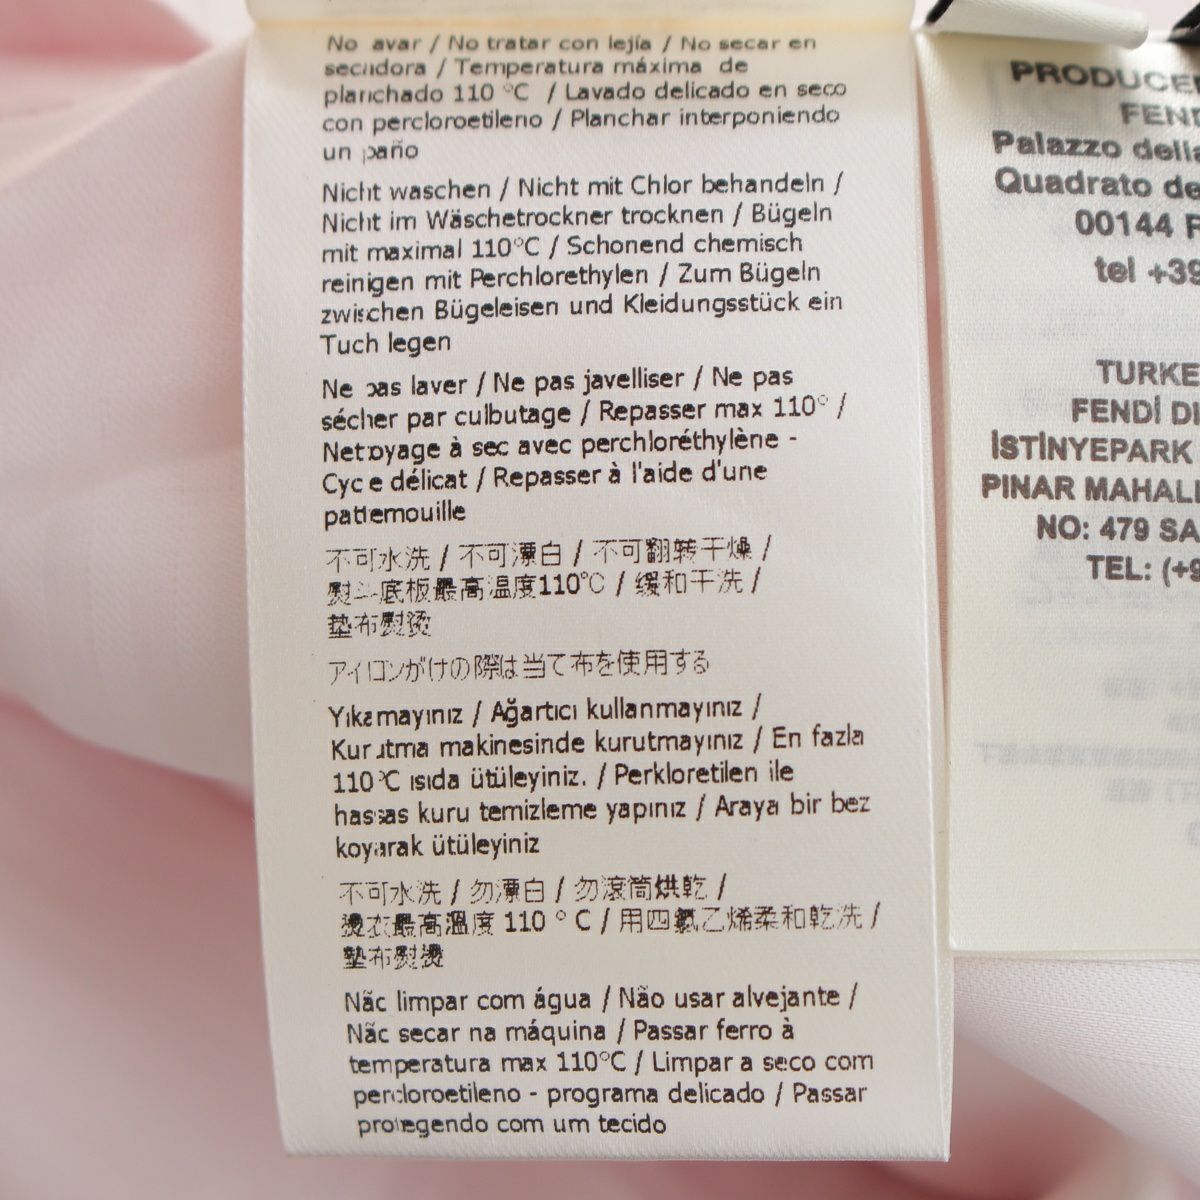 No lavar / No tratar con lejía / No secar en
secadora / Temperatura máxima de
planchado 110 °C / Lavado delicado en seco
con percloroetileno / Planchar interponiendo
un paño
Nicht waschen / Nicht mit Chlor behandeln /
Nicht im Wäschetrockner trocknen / Bügeln
mit maximal 110°C / Schonend chemisch
reinigen mit Perchlorethylen / Zum Bügeln
zwischen Bügeleisen und Kleidungsstück ein
Tuch legen
Ne pas laver / Ne pas javelliser / Ne pas
sécher par culbutage / Repasser max 110° /
Nettoyage à sec avec perchloréthylène -
Cycle délicat / Repasser à l'aide d'une
pattemouille
不可水洗 / 不可漂白 / 不可翻转干燥 /
熨斗底板最高温度110℃ / 缓和干洗 /
垫布熨烫
アイロンがけの際は当て布を使用する
Yıkamayınız / Ağartıcı kullanmayınız /
Kurutma makinesinde kurutmayınız / En fazla
110°C ısıda ütüleyiniz. / Perkloretilen ile
hassas kuru temizleme yapınız / Araya bir bez
koyarak ütüleyiniz
不可水洗 / 勿漂白 / 勿滾筒烘乾 /
燙衣最高溫度 110 ° C / 用四氯乙烯柔和乾洗 /
墊布熨燙
Não limpar com água / Não usar alvejante /
Não secar na máquina / Passar ferro à
temperatura max 110°C / Limpar a seco com
percloroetileno - programa delicado / Passar
protegendo com um tecido
PRODUCE
FEND
Palazzo della
Quadrato de
00144
tel +39
TURKE
FENDİ D
İSTİNYEPARK
PINAR MAHAL
NO: 479 SA
TEL: (+9